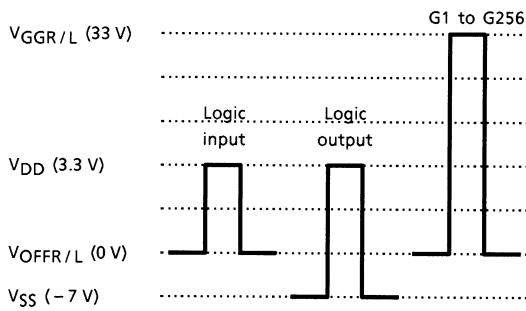 G1 to G256
VGGR/L (33 V)
Logic input
Logic output
VDD (3.3 V)
VOFFR/L (0 V)
VSS (−7 V)